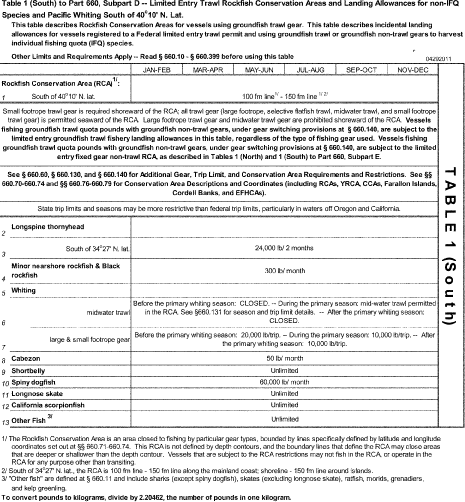 Table 1 (South) to Part 660, Subpart D -- Limited Entry Trawl Rockfish Conservation Areas and Landing Allowances for non-IFQ
Species and Pacific Whiting South of 40°10' N. Lat.
This table describes Rockfish Conservation Areas for vessels using groundfish trawl gear. This table describes incidental landing
allowances for vessels registered to a Federal limited entry trawl permit and using groundfish trawl or groundfish non-trawl gears to harvest
individual fishing quota (IFQ) species.
Other Limits and Requirements Apply -- Read § 660.10 - § 660.399 before using this table
04292011
JAN-FEB MAR-APR MAY-JUN JUL-AUG SEP-OCT NOV-DEC
Rockfish Conservation Area (RCA)1/:
1 South of 40°10' N. lat. 100 fm line1/ - 150 fm line1/ 2/
Small footrope trawl gear is required shoreward of the RCA; all trawl gear (large footrope, selective flatfish trawl, midwater trawl, and small footrope
trawl gear) is permitted seaward of the RCA. Large footrope trawl gear and midwater trawl gear are prohibited shoreward of the RCA. Vessels
fishing groundfish trawl quota pounds with groundfish non-trawl gears, under gear switching provisions at § 660.140, are subject to the
limited entry groundfish trawl fishery landing allowances in this table, regardless of the type of fishing gear used. Vessels fishing
groundfish trawl quota pounds with groundfish non-trawl gears, under gear switching provisions at § 660.140, are subject to the limited
entry fixed gear non-trawl RCA, as described in Tables 1 (North) and 1 (South) to Part 660, Subpart E.
See § 660.60, § 660.130, and § 660.140 for Additional Gear, Trip Limit, and Conservation Area Requirements and Restrictions. See §§
660.70-660.74 and §§ 660.76-660.79 for Conservation Area Descriptions and Coordinates (including RCAs, YRCA, CCAs, Farallon Islands,
Cordell Banks, and EFHCAs).
State trip limits and seasons may be more restrictive than federal trip limits, particularly in waters off Oregon and California.
2 Longspine thornyhead
3 South of 34°27' N. lat. 24,000 lb/ 2 months
4 Minor nearshore rockfish & Black
rockfish 300 lb/ month
5 Whiting
6 midwater trawl Before the primary whiting season: CLOSED. -- During the primary season: mid-water trawl permitted
in the RCA. See §660.131 for season and trip limit details. -- After the primary whiting season:
CLOSED.
7 large & small footrope gear Before the primary whiting season: 20,000 lb/trip. -- During the primary season: 10,000 lb/trip. -- After
the primary whiting season: 10,000 lb/trip.
8 Cabezon 50 lb/ month
9 Shortbelly Unlimited
10 Spiny dogfish 60,000 lb/ month
11 Longnose skate Unlimited
12 California scorpionfish Unlimited
13 Other Fish 3/ Unlimited
TABLE 1 (South)
1/ The Rockfish Conservation Area is an area closed to fishing by particular gear types, bounded by lines specifically defined by latitude and longitude
coordinates set out at §§ 660.71-660.74. This RCA is not defined by depth contours, and the boundary lines that define the RCA may close areas
that are deeper or shallower than the depth contour. Vessels that are subject to the RCA restrictions may not fish in the RCA, or operate in the
RCA for any purpose other than transiting.
2/ South of 34°27' N. lat., the RCA is 100 fm line - 150 fm line along the mainland coast; shoreline - 150 fm line around islands.
3/ "Other fish" are defined at § 660.11 and include sharks (except spiny dogfish), skates (excluding longnose skate), ratfish, morids, grenadiers,
and kelp greenling.
To convert pounds to kilograms, divide by 2.20462, the number of pounds in one kilogram.